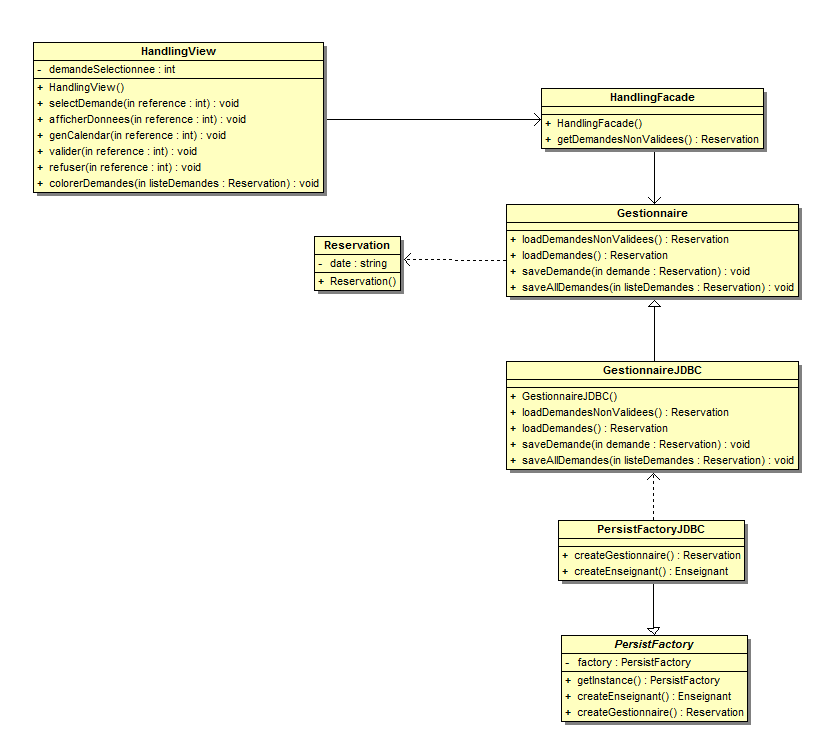 HandlingView
- demandeSelectionnee : int
+ HandlingView()
+ selectDemande(in reference : int) : void
+ afficherDonnees(in reference : int) : void
+ genCalendar(in reference : int) : void
+ valider(in reference : int) : void
+ refuser(in reference : int) : void
+ colorerDemandes(in listeDemandes : Reservation) : void
HandlingFacade
+ HandlingFacade()
+ getDemandesNonValidees() : Reservation
Gestionnaire
+ loadDemandesNonValidees() : Reservation
+ loadDemandes() : Reservation
+ saveDemande(in demande : Reservation) : void
+ saveAllDemandes(in listeDemandes : Reservation) : void
Reservation
- date : string
+ Reservation()
GestionnaireJDBC
+ GestionnaireJDBC()
+ loadDemandesNonValidees() : Reservation
+ loadDemandes() : Reservation
+ saveDemande(in demande : Reservation) : void
+ saveAllDemandes(in listeDemandes : Reservation) : void
PersistFactoryJDBC
+ createGestionnaire() : Reservation
+ createEnseignant() : Enseignant
PersistFactory
- factory : PersistFactory
+ getInstance() : PersistFactory
+ createEnseignant() : Enseignant
+ createGestionnaire() : Reservation